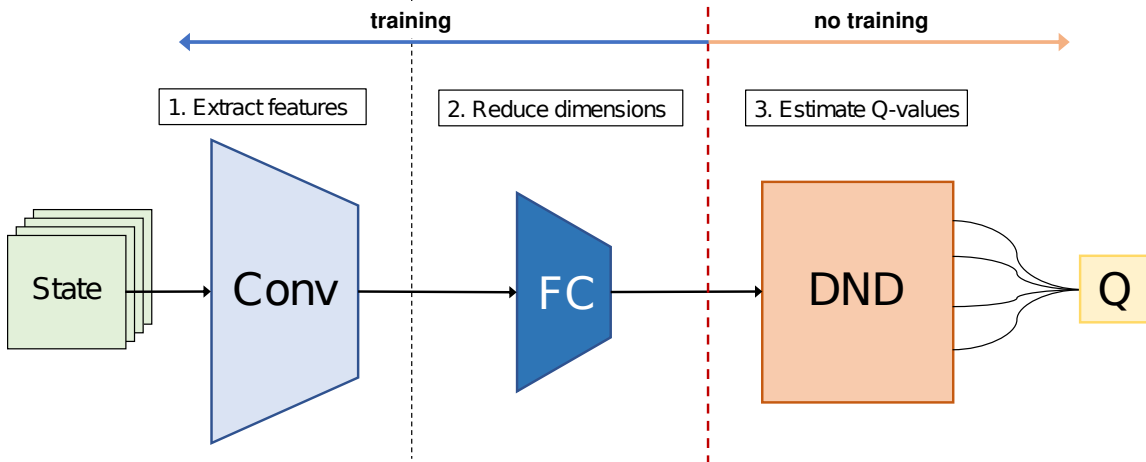 training
no training
1. Extract features
2. Reduce dimensions
3. Estimate Q-values
State
Conv
FC
DND
Q